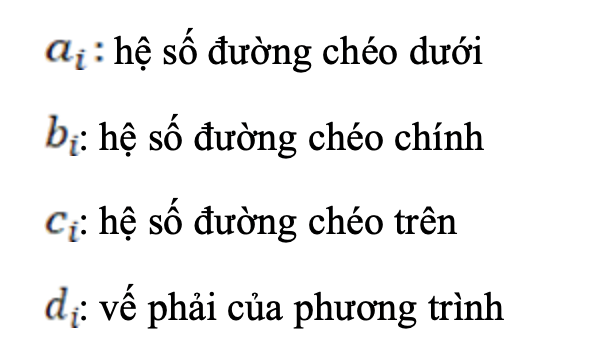 aᵢ: hệ số đường chéo dưới
bᵢ: hệ số đường chéo chính
cᵢ: hệ số đường chéo trên
dᵢ: vế phải của phương trình